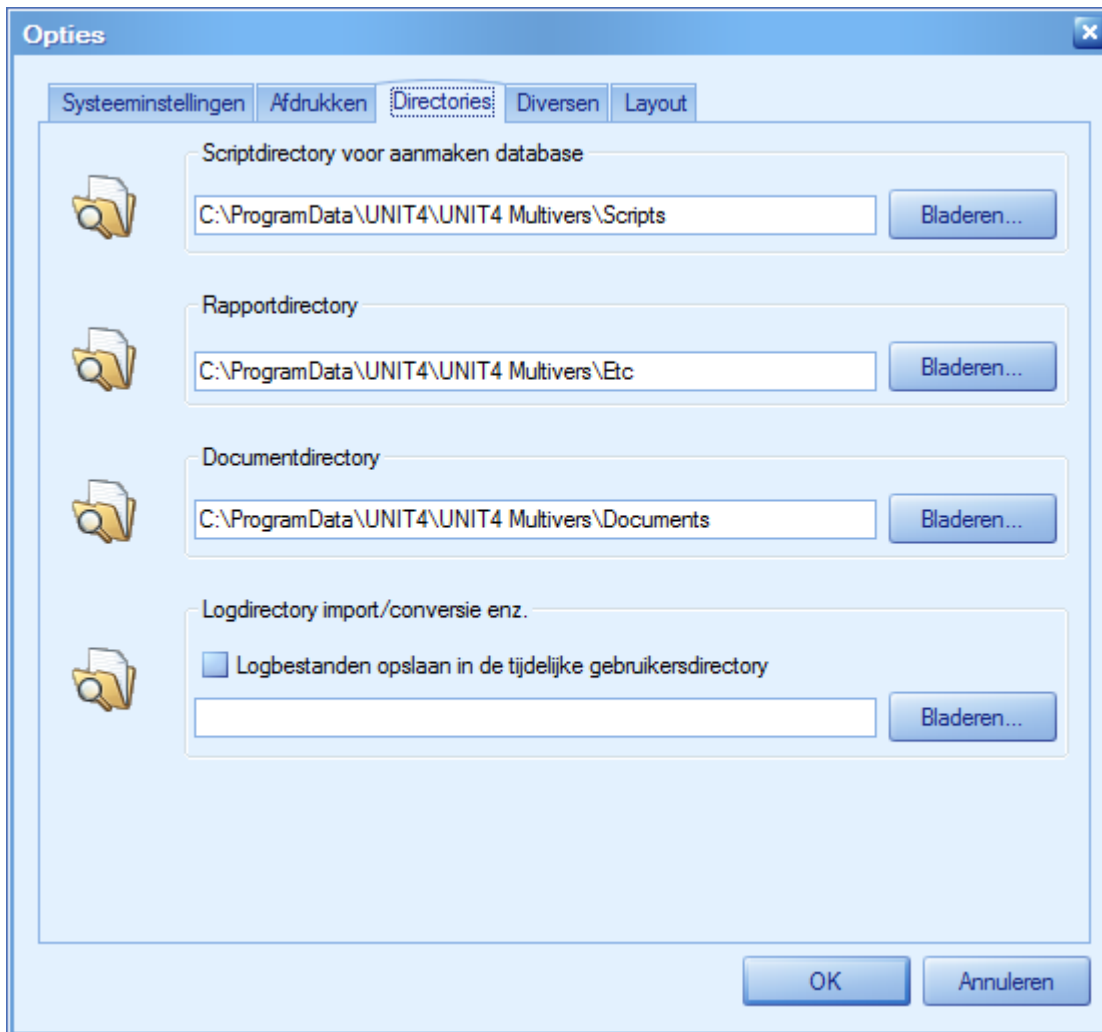 Opties
Systeeminstellingen Afdrukken Directories Diversen Layout
Scriptdirectory voor aanmaken database
C:\ProgramData\UNIT4\UNIT4 Multivers\Scripts Bladeren...
Rapportdirectory
C:\ProgramData\UNIT4\UNIT4 Multivers\Etc Bladeren...
Documentdirectory
C:\ProgramData\UNIT4\UNIT4 Multivers\Documents Bladeren...
Logdirectory import/conversie enz.
Logbestanden opslaan in de tijdelijke gebruikersdirectory
Bladeren...
OK Annuleren